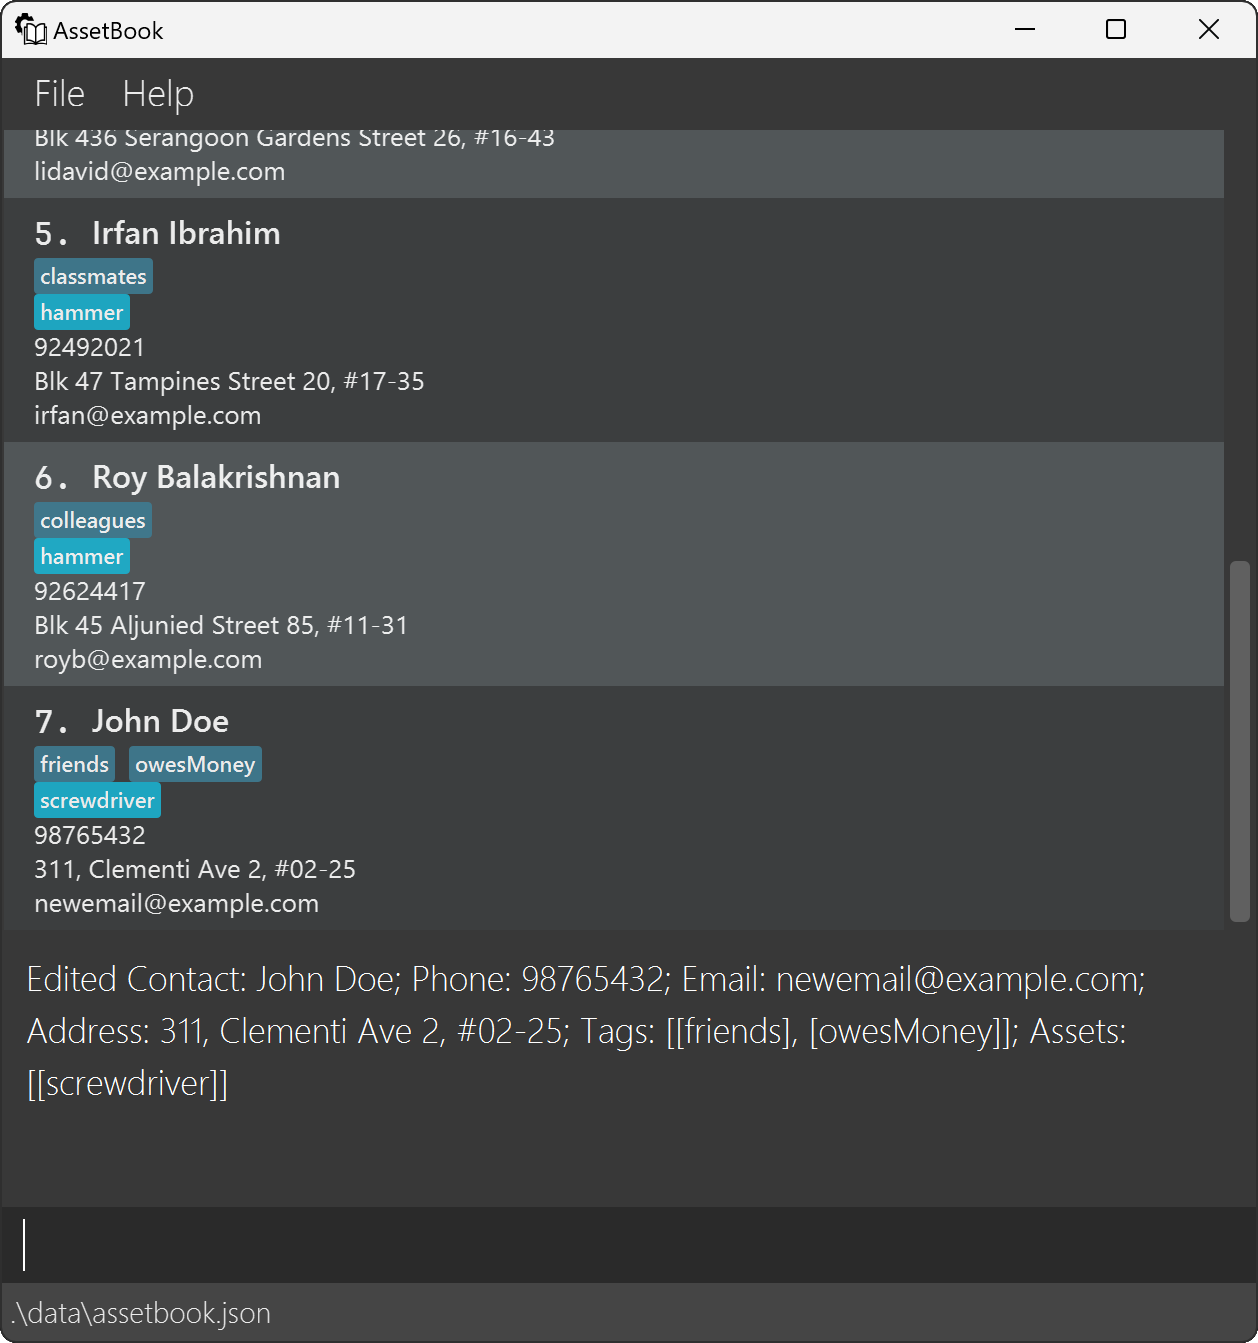 AssetBook
File Help
Blk 436 Serangoon Gardens Street 26, #16-43
lidavid@example.com
5. Irfan Ibrahim
classmates
hammer
92492021
Blk 47 Tampines Street 20, #17-35
irfan@example.com
6. Roy Balakrishnan
colleagues
hammer
92624417
Blk 45 Aljunied Street 85, #11-31
royb@example.com
7. John Doe
friends owesMoney
screwdriver
98765432
311, Clementi Ave 2, #02-25
newemail@example.com
Edited Contact: John Doe; Phone: 98765432; Email: newemail@example.com;
Address: 311, Clementi Ave 2, #02-25; Tags: [[friends], [owesMoney]]; Assets:
[[screwdriver]]
.\data\assetbook.json